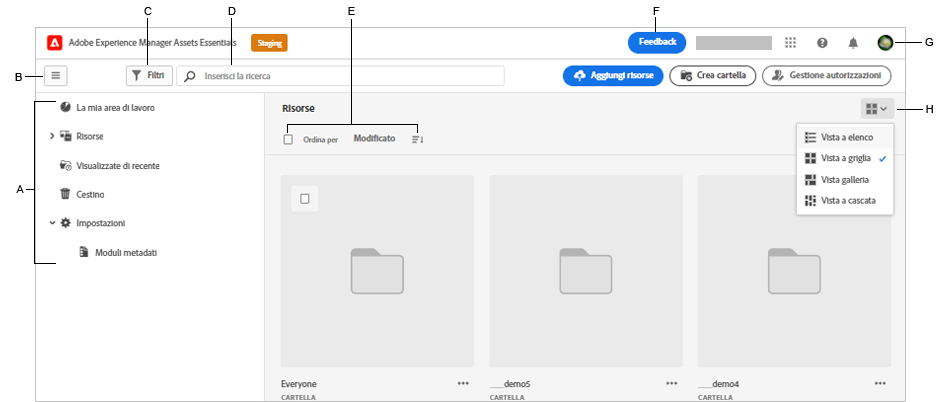 C
D
E
F
Adobe Experience Manager Assets Essentials
Staging
Feedback
G
B
Filtri
Inserisci la ricerca
Aggiungi risorse
Crea cartella
Gestione autorizzazioni
A
La mia area di lavoro
Risorse
Visualizzate di recente
Cestino
Impostazioni
Moduli metadati
Risorse
H
Ordina per
Modificato
Vista a elenco
Vista a griglia
Vista galleria
Vista a cascata
Everyone
CARTELLA
___demo5
CARTELLA
___demo4
CARTELLA